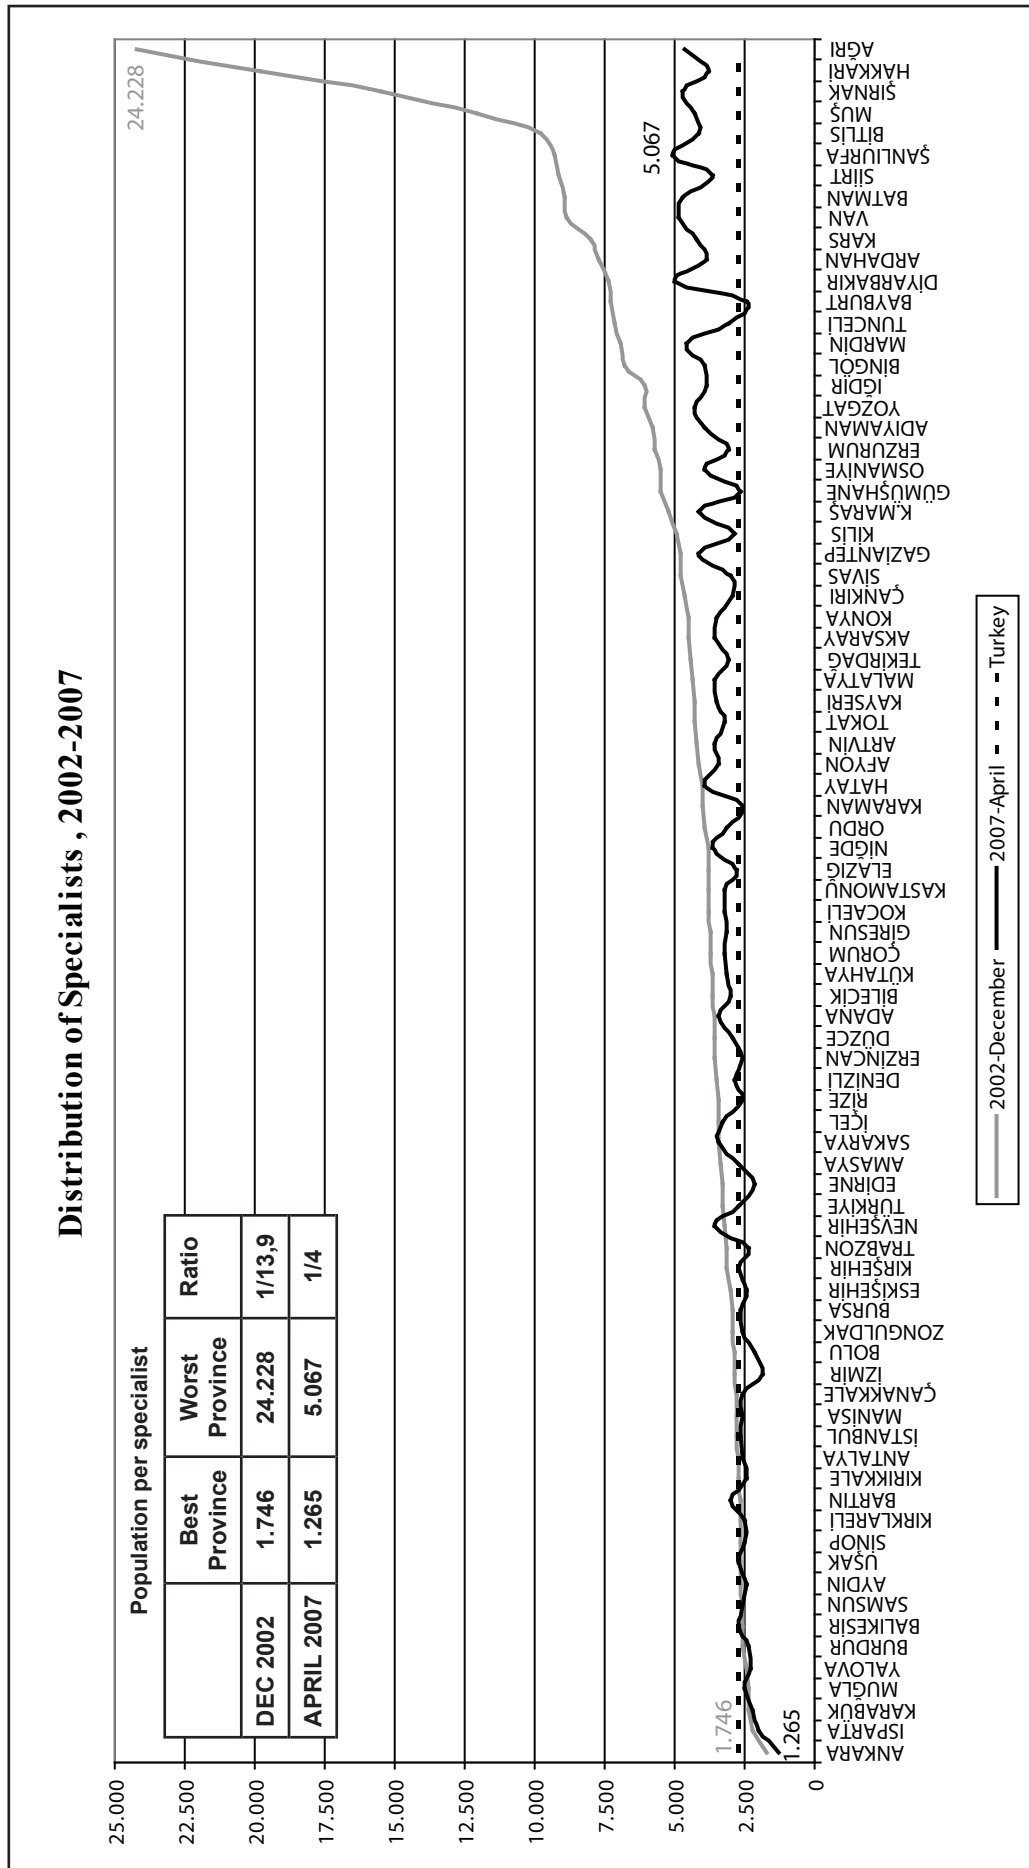 Distribution of Specialists , 2002-2007
Population per specialist
Best Province	Worst Province	Ratio
DEC 2002	1.746	24.228	1/13,9
APRIL 2007	1.265	5.067	1/4
25.000
22.500
20.000
17.500
15.000
12.500
10.000
7.500
5.000
2.500
0
1.746
1.265
5.067
24.228
ANKARA
ISPARTA
KARABÜK
MUĞLA
YALOVA
BURDUR
BALIKESİR
SAMSUN
AYDIN
UŞAK
SİNOP
KIRKLARELİ
BARTIN
KIRIKKALE
ANTALYA
İSTANBUL
MANİSA
ÇANAKKALE
İZMİR
BOLU
ZONGULDAK
BURSA
ESKİŞEHİR
KIRŞEHİR
TRABZON
NEVŞEHİR
TÜRKİYE
EDİRNE
AMASYA
SAKARYA
İÇEL
RİZE
DENİZLİ
ERZİNCAN
DÜZCE
ADANA
BİLECİK
KÜTAHYA
ÇORUM
GİRESUN
KOCAELİ
KASTAMONU
ELAZIĞ
NİĞDE
ORDU
KARAMAN
HATAY
AFYON
ARTVİN
TOKAT
KAYSERİ
MALATYA
TEKİRDAĞ
AKSARAY
KONYA
ÇANKIRI
SİVAS
GAZİANTEP
KİLİS
K.MARAŞ
GÜMÜŞHANE
OSMANİYE
ERZURUM
ADIYAMAN
YOZGAT
IĞDIR
BİNGÖL
MARDİN
TUNCELİ
BAYBURT
DİYARBAKIR
ARDAHAN
KARS
VAN
BATMAN
SİİRT
ŞANLIURFA
BİTLİS
MUŞ
ŞIRNAK
HAKKARİ
AĞRI
2002-December 2007-April Turkey